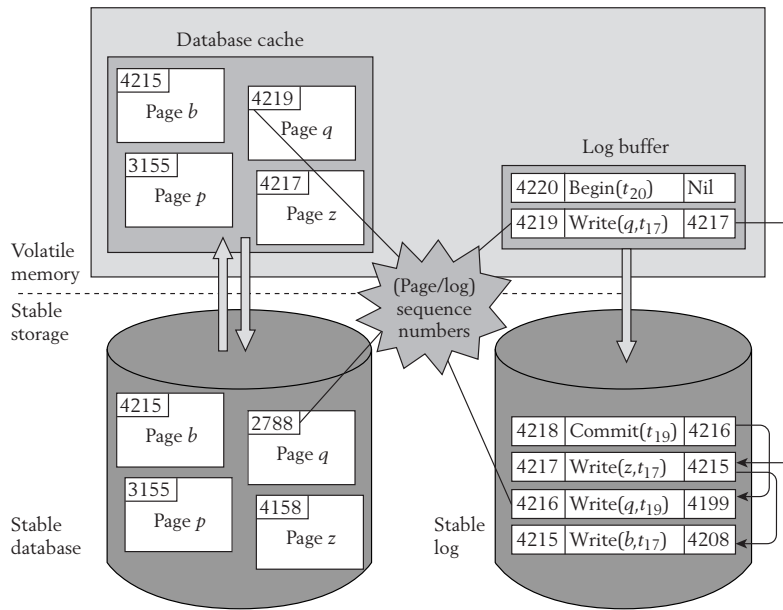 Database cache
4215
Page b
4219
Page q
3155
Page p
4217
Page z
Log buffer
4220 Begin(t20) Nil
4219 Write(q,t17) 4217
Volatile
memory
Stable
storage
(Page/log)
sequence
numbers
4215
Page b
2788
Page q
3155
Page p
4158
Page z
Stable
database
4218 Commit(t19) 4216
4217 Write(z,t17) 4215
4216 Write(q,t19) 4199
4215 Write(b,t17) 4208
Stable
log